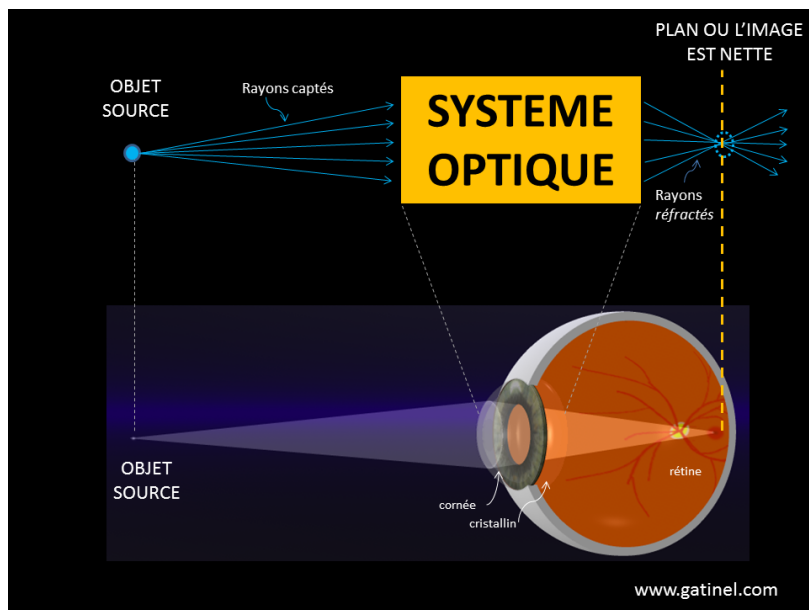 PLAN OU L'IMAGE
EST NETTE
OBJET
SOURCE
Rayons captés
SYSTEME
OPTIQUE
Rayons
réfractés
OBJET
SOURCE
cornée
cristallin
rétine
www.gatinel.com